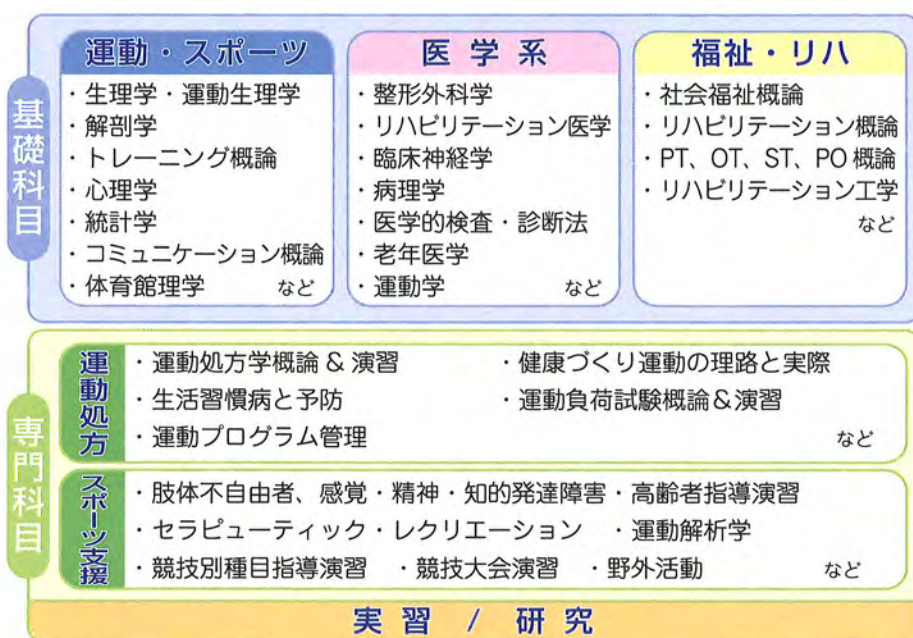 基礎科目
運動・スポーツ
・生理学・運動生理学
・解剖学
・トレーニング概論
・心理学
・統計学
・コミュニケーション概論
・体育館理学 など
医学系
・整形外科学
・リハビリテーション医学
・臨床神経学
・病理学
・医学的検査・診断法
・老年医学
・運動学 など
福祉・リハ
・社会福祉概論
・リハビリテーション概論
・PT、OT、ST、PO概論
・リハビリテーション工学
など
専門科目
運動処方
・運動処方学概論 & 演習 ・健康づくり運動の理路と実際
・生活習慣病と予防 ・運動負荷試験概論&演習
・運動プログラム管理 など
スポーツ支援
・肢体不自由者、感覚・精神・知的発達障害・高齢者指導演習
・セラピューティック・レクリエーション ・運動解析学
・競技別種目指導演習 ・競技大会演習 ・野外活動 など
実習 / 研究